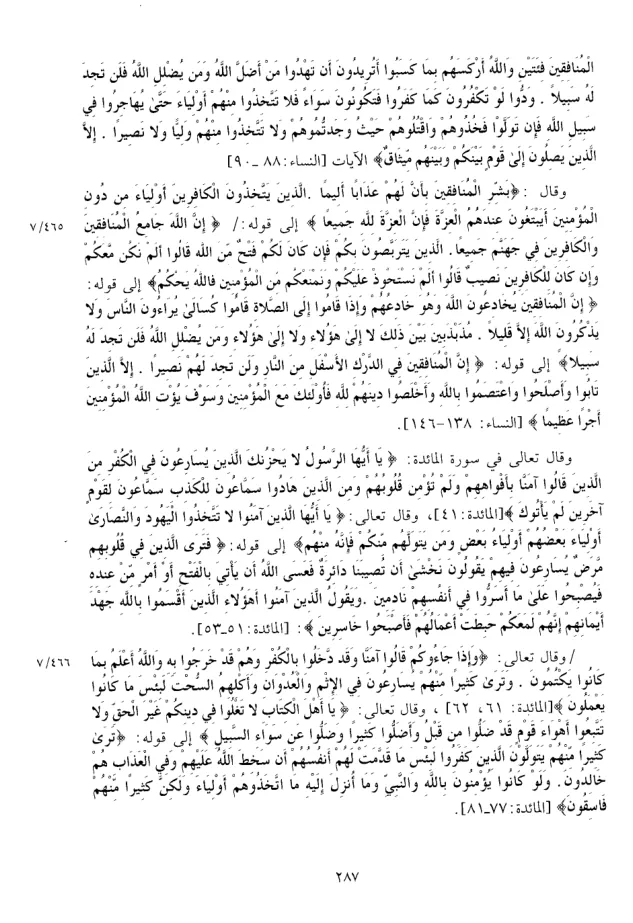 الْمُنَافِقِينَ فِئَتَيْنِ وَاللَّهُ أَرْكَسَهُم بِمَا كَسَبُوا أَتُرِيدُونَ أَن تَهْدُوا مَنْ أَضَلَّ اللَّهُ وَمَن يُضْلِلِ اللَّهُ فَلَن تَجِدَ
لَهُ سَبِيلاً . وَدُّوا لَوْ تَكْفُرُونَ كَمَا كَفَرُوا فَتَكُونُونَ سَوَاءً فَلا تَتَّخِذُوا مِنْهُمْ أَوْلِيَاءَ حَتَّىٰ يُهَاجِرُوا فِي
سَبِيلِ اللَّهِ فَإِن تَوَلَّوْا فَخُذُوهُمْ وَاقْتُلُوهُمْ حَيْثُ وَجَدتُّمُوهُمْ وَلا تَتَّخِذُوا مِنْهُمْ وَلِيًّا وَلا نَصِيرًا . إِلاَّ
الَّذِينَ يَصِلُونَ إِلَىٰ قَوْمٍ بَيْنَكُمْ وَبَيْنَهُم مِّيثَاقٌ﴾ الآيات [النساء: ٨٨ ـ ٩٠]
وقال : ﴿بَشِّرِ الْمُنَافِقِينَ بِأَنَّ لَهُمْ عَذَابًا أَلِيمًا . الَّذِينَ يَتَّخِذُونَ الْكَافِرِينَ أَوْلِيَاءَ مِن دُونِ
الْمُؤْمِنِينَ أَيَبْتَغُونَ عِندَهُمُ الْعِزَّةَ فَإِنَّ الْعِزَّةَ لِلَّهِ جَمِيعًا ﴾ إلى قوله: / ﴿ إِنَّ اللَّهَ جَامِعُ الْمُنَافِقِينَ ٧/٤٦٥
وَالْكَافِرِينَ فِي جَهَنَّمَ جَمِيعًا . الَّذِينَ يَتَرَبَّصُونَ بِكُمْ فَإِن كَانَ لَكُمْ فَتْحٌ مِّنَ اللَّهِ قَالُوا أَلَمْ نَكُن مَّعَكُمْ
وَإِن كَانَ لِلْكَافِرِينَ نَصِيبٌ قَالُوا أَلَمْ نَسْتَحْوِذْ عَلَيْكُمْ وَنَمْنَعْكُم مِّنَ الْمُؤْمِنِينَ فَاللَّهُ يَحْكُمُ﴾ إلى قوله:
﴿ إِنَّ الْمُنَافِقِينَ يُخَادِعُونَ اللَّهَ وَهُوَ خَادِعُهُمْ وَإِذَا قَامُوا إِلَى الصَّلاةِ قَامُوا كُسَالَىٰ يُرَاءُونَ النَّاسَ وَلا
يَذْكُرُونَ اللَّهَ إِلاَّ قَلِيلاً . مُذَبْذَبِينَ بَيْنَ ذَلِكَ لا إِلَىٰ هَؤُلاءِ وَلا إِلَىٰ هَؤُلاءِ وَمَن يُضْلِلِ اللَّهُ فَلَن تَجِدَ لَهُ
سَبِيلاً﴾ إلى قوله: ﴿ إِنَّ الْمُنَافِقِينَ فِي الدَّرْكِ الأَسْفَلِ مِنَ النَّارِ وَلَن تَجِدَ لَهُمْ نَصِيرًا . إِلاَّ الَّذِينَ
تَابُوا وَأَصْلَحُوا وَاعْتَصَمُوا بِاللَّهِ وَأَخْلَصُوا دِينَهُمْ لِلَّهِ فَأُوْلَئِكَ مَعَ الْمُؤْمِنِينَ وَسَوْفَ يُؤْتِ اللَّهُ الْمُؤْمِنِينَ
أَجْرًا عَظِيمًا ﴾ [النساء: ١٣٨ـ١٤٦].
وقال تعالى في سورة المائدة: ﴿ يَا أَيُّهَا الرَّسُولُ لا يَحْزُنكَ الَّذِينَ يُسَارِعُونَ فِي الْكُفْرِ مِنَ
الَّذِينَ قَالُوا آمَنَّا بِأَفْوَاهِهِمْ وَلَمْ تُؤْمِن قُلُوبُهُمْ وَمِنَ الَّذِينَ هَادُوا سَمَّاعُونَ لِلْكَذِبِ سَمَّاعُونَ لِقَوْمٍ
آخَرِينَ لَمْ يَأْتُوكَ ﴾[المائدة: ٤١]، وقال تعالى: ﴿ يَا أَيُّهَا الَّذِينَ آمَنُوا لا تَتَّخِذُوا الْيَهُودَ وَالنَّصَارَىٰ
أَوْلِيَاءَ بَعْضُهُمْ أَوْلِيَاءُ بَعْضٍ وَمَن يَتَوَلَّهُم مِّنكُمْ فَإِنَّهُ مِنْهُمْ﴾ إلى قوله: ﴿ فَتَرَى الَّذِينَ فِي قُلُوبِهِم
مَّرَضٌ يُسَارِعُونَ فِيهِمْ يَقُولُونَ نَخْشَىٰ أَن تُصِيبَنَا دَائِرَةٌ فَعَسَى اللَّهُ أَن يَأْتِيَ بِالْفَتْحِ أَوْ أَمْرٍ مِّنْ عِندِهِ
فَيُصْبِحُوا عَلَىٰ مَا أَسَرُّوا فِي أَنفُسِهِمْ نَادِمِينَ . وَيَقُولُ الَّذِينَ آمَنُوا أَهَؤُلاءِ الَّذِينَ أَقْسَمُوا بِاللَّهِ جَهْدَ
أَيْمَانِهِمْ إِنَّهُمْ لَمَعَكُمْ حَبِطَتْ أَعْمَالُهُمْ فَأَصْبَحُوا خَاسِرِينَ ﴾: [المائدة: ٥١ـ٥٣].
/ وقال تعالى: ﴿وَإِذَا جَاءُوكُمْ قَالُوا آمَنَّا وَقَد دَّخَلُوا بِالْكُفْرِ وَهُمْ قَدْ خَرَجُوا بِهِ وَاللَّهُ أَعْلَمُ بِمَا ٧/٤٦٦
كَانُوا يَكْتُمُونَ . وَتَرَىٰ كَثِيرًا مِّنْهُمْ يُسَارِعُونَ فِي الإِثْمِ وَالْعُدْوَانِ وَأَكْلِهِمُ السُّحْتَ لَبِئْسَ مَا كَانُوا
يَعْمَلُونَ ﴾[المائدة: ٦١، ٦٢] ، وقال تعالى: ﴿ يَا أَهْلَ الْكِتَابِ لا تَغْلُوا فِي دِينِكُمْ غَيْرَ الْحَقِّ وَلا
تَتَّبِعُوا أَهْوَاءَ قَوْمٍ قَدْ ضَلُّوا مِن قَبْلُ وَأَضَلُّوا كَثِيرًا وَضَلُّوا عَن سَوَاءِ السَّبِيلِ ﴾ إلى قوله: ﴿تَرَىٰ
كَثِيرًا مِّنْهُمْ يَتَوَلَّوْنَ الَّذِينَ كَفَرُوا لَبِئْسَ مَا قَدَّمَتْ لَهُمْ أَنفُسُهُمْ أَن سَخِطَ اللَّهُ عَلَيْهِمْ وَفِي الْعَذَابِ هُمْ
خَالِدُونَ . وَلَوْ كَانُوا يُؤْمِنُونَ بِاللَّهِ وَالنَّبِيِّ وَمَا أُنزِلَ إِلَيْهِ مَا اتَّخَذُوهُمْ أَوْلِيَاءَ وَلَكِنَّ كَثِيرًا مِّنْهُمْ
فَاسِقُونَ﴾ [المائدة: ٧٧ـ٨١].
٢٨٧